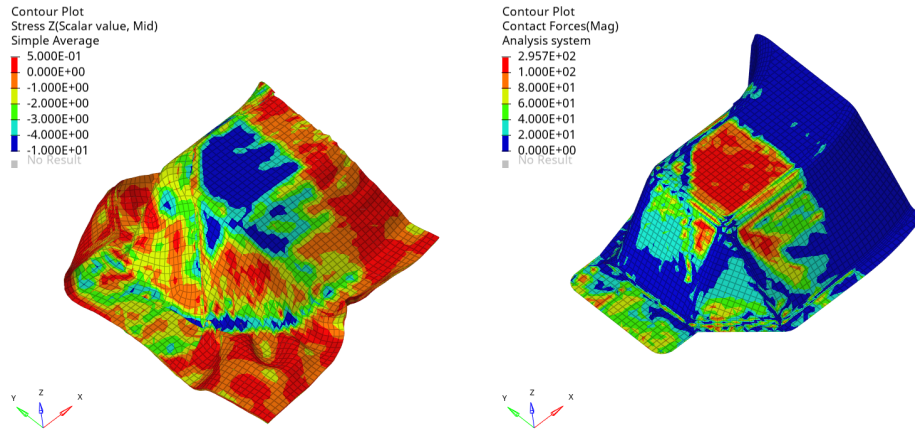 Contour Plot
Stress Z(Scalar value, Mid)
Simple Average
5.000E-01
0.000E+00
-1.000E+00
-2.000E+00
-3.000E+00
-4.000E+00
-1.000E+01
No Result
Z
Y
X
Contour Plot
Contact Forces(Mag)
Analysis system
2.957E+02
1.000E+02
8.000E+01
6.000E+01
4.000E+01
2.000E+01
0.000E+00
No Result
Z
Y
X